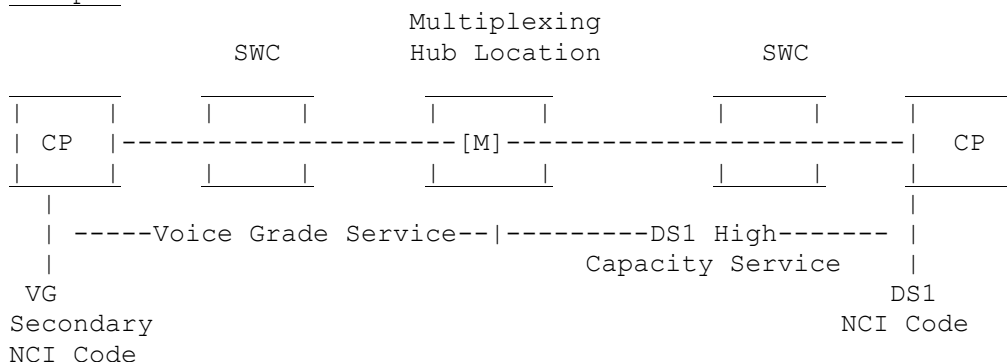 Multiplexing
SWC Hub Location SWC
| | | | | | | | |
| CP |---------------------[M]-------------------------| CP
| | | | | | | | |
| |
| -----Voice Grade Service--|---------DS1 High------- |
| Capacity Service |
VG DS1
Secondary NCI Code
NCI Code